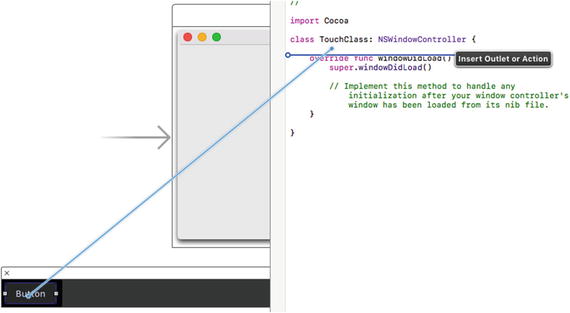 //
import Cocoa
class TouchClass: NSWindowController {
override func windowDidLoad()
Insert Outlet or Action
super.windowDidLoad()
// Implement this method to handle any
initialization after your window controller's
window has been loaded from its nib file.
}
}
Button